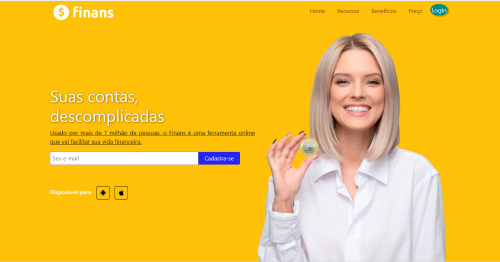 $ finans
Home Recursos Benefícios Preço Login
Suas contas,
descomplicadas
Usado por mais de 1 milhão de pessoas, o Finans é uma ferramenta online
que vai facilitar sua vida financeira.
Seu e-mail Cadastra-se
Disponível para